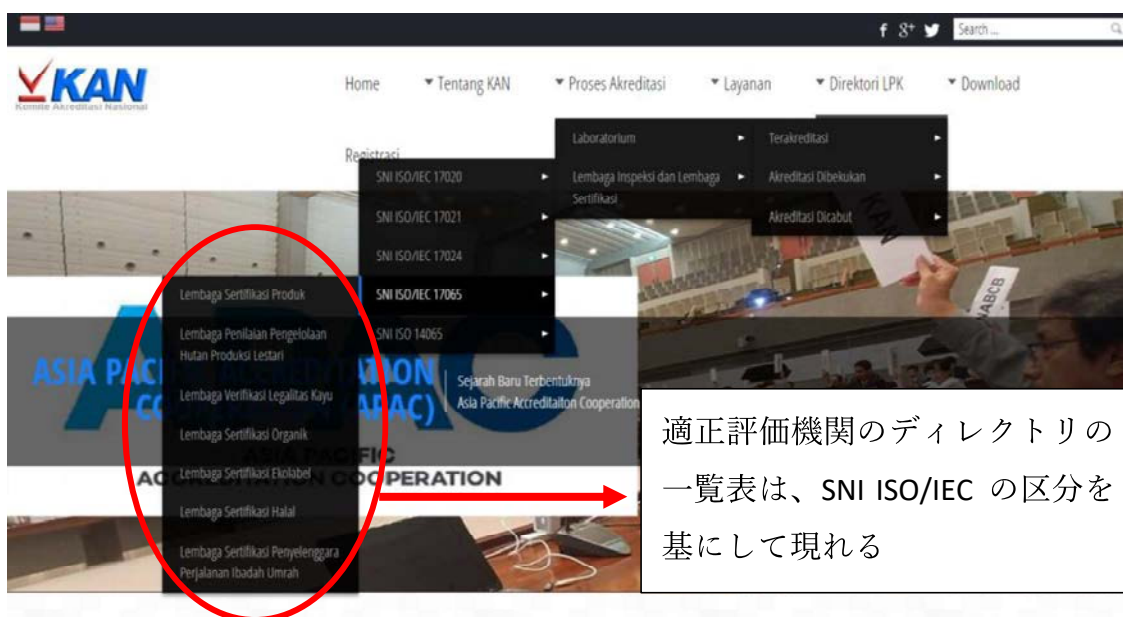 f 8+ Search ...
KAN
Komite Akreditasi Nasional
Home Tentang KAN Proses Akreditasi Layanan Direktori LPK Download
Registrasi
Laboratorium
Lembaga Inspeksi dan Lembaga
Sertifikasi
Terakreditasi
Akreditasi Dibekukan
Akreditasi Dicabut
SNI ISO/IEC 17020
SNI ISO/IEC 17021
SNI ISO/IEC 17024
SNI ISO/IEC 17065
SNI ISO 14065
Lembaga Sertifikasi Produk
Lembaga Penilaian Pengelolaan
Hutan Produksi Lestari
Lembaga Verifikasi Legalitas Kayu
Lembaga Sertifikasi Organik
Lembaga Sertifikasi Ekolabel
Lembaga Sertifikasi Halal
Lembaga Sertifikasi Penyelenggara
Perjalanan Ibadah Umrah
KAN
NABCB
Sejarah Baru Terbentuknya
Asia Pacific Accreditaiton Cooperation
ASIA PACIFIC
ACCREDITATION COOPERATION
適正評価機関のディレクトリの
一覧表は、SNI ISO/IEC の区分を
基にして現れる